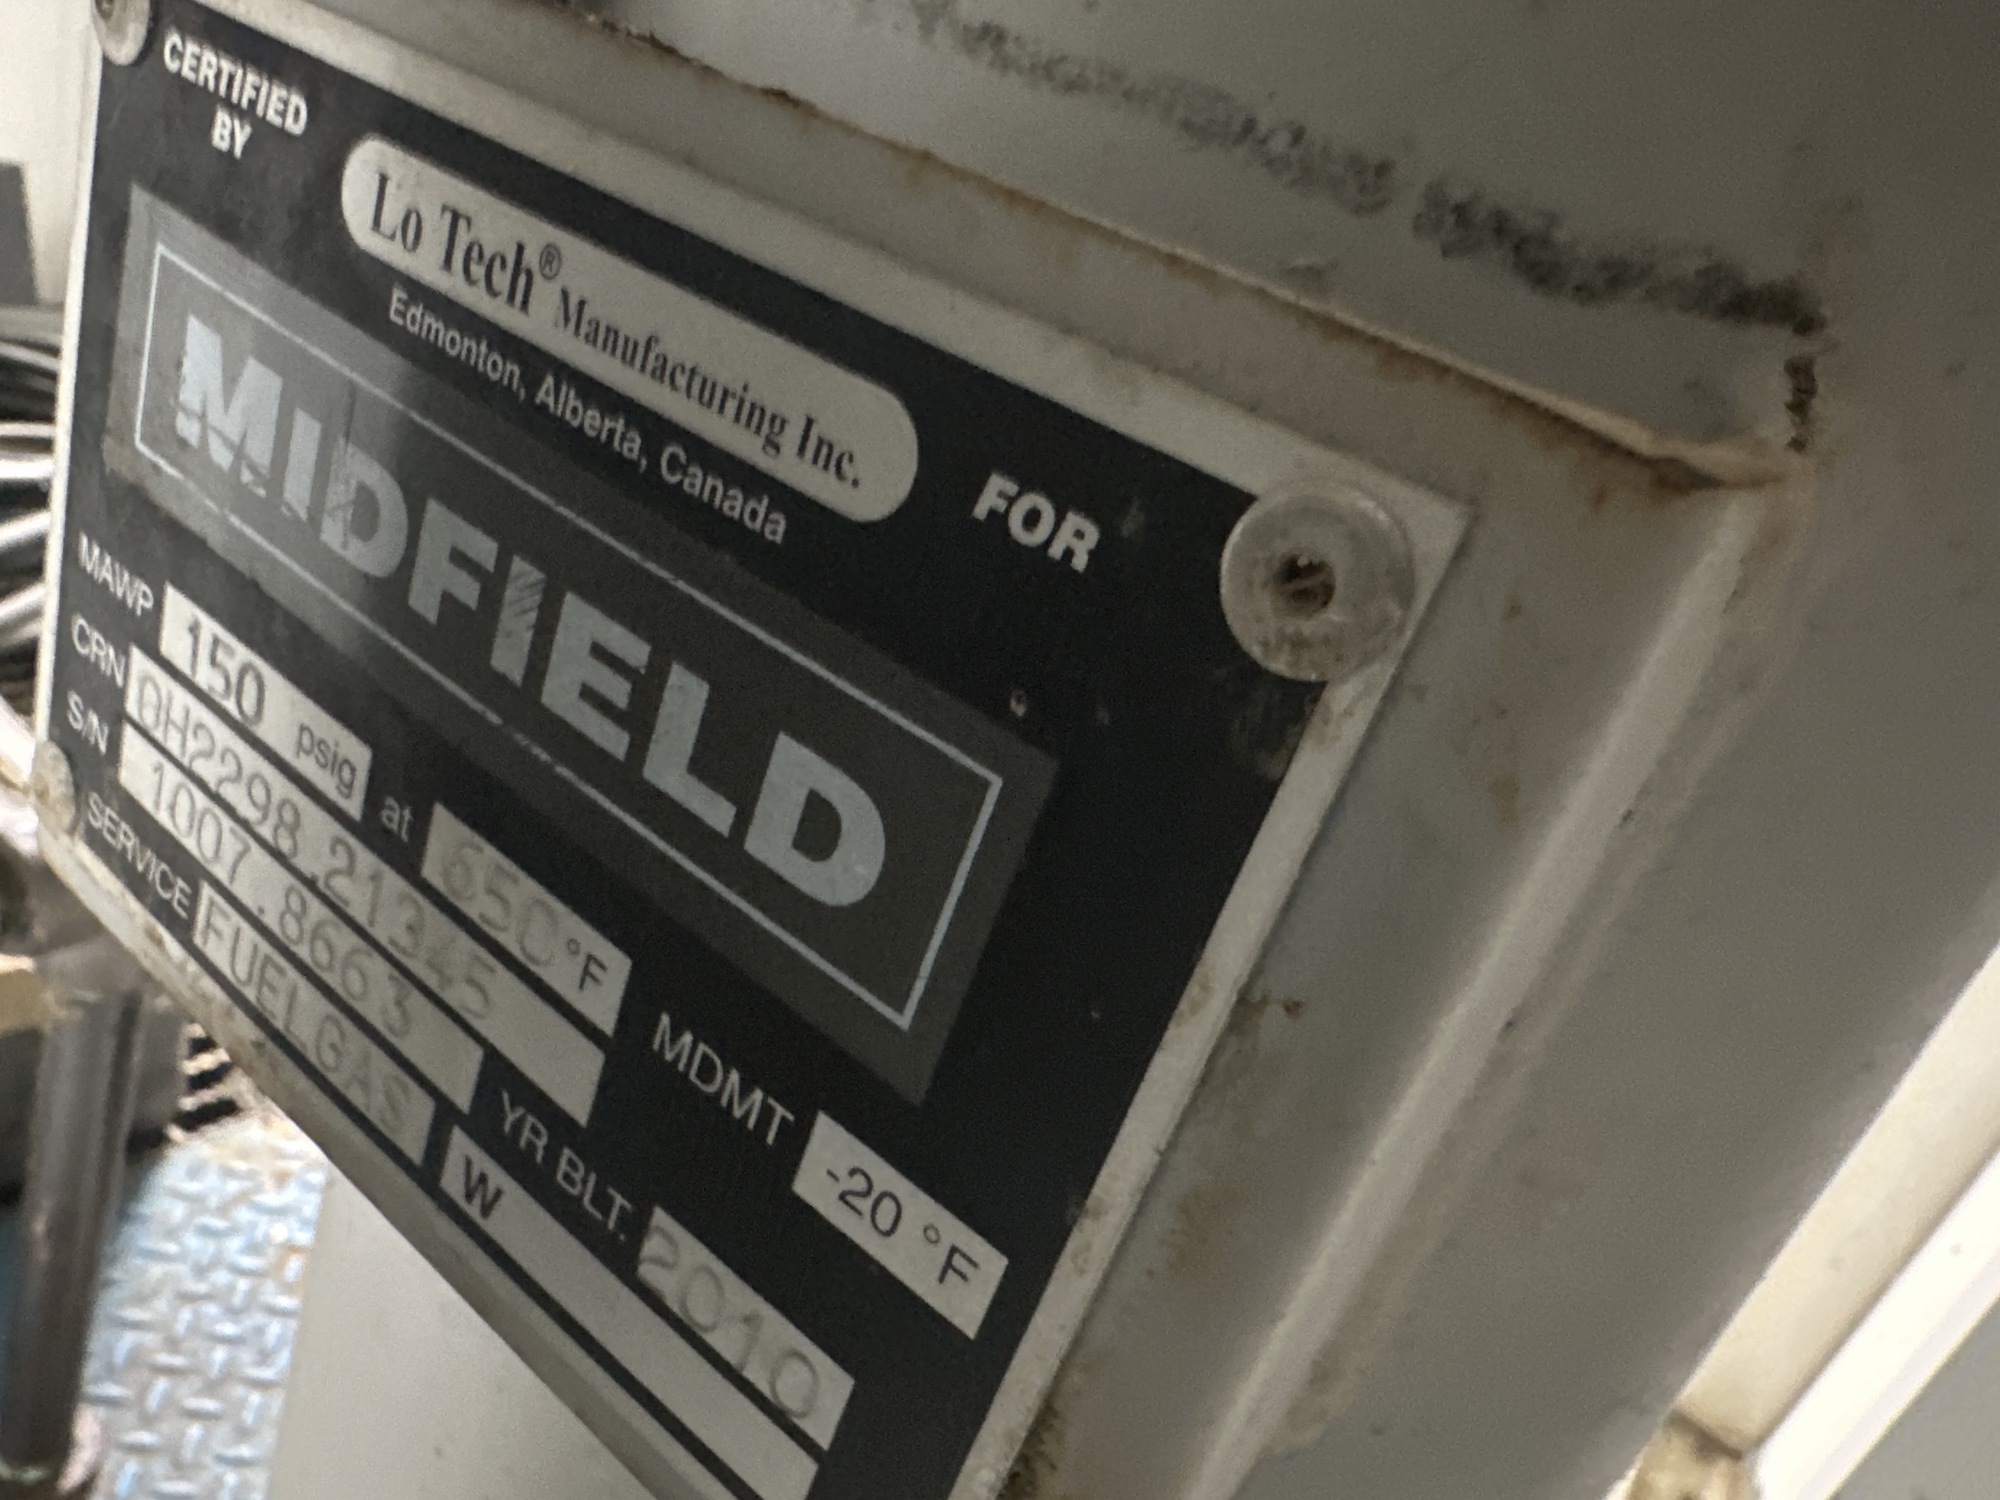 CERTIFIED
BY
Lo Tech® Manufacturing Inc.
Edmonton, Alberta, Canada
FOR
MIDFIELD
MAWP 150 psig at 650 °F MDMT -20 °F
CRN 0H2298.21345
S/N 1007.8663 YR BLT. 2010
SERVICE FUELGAS W